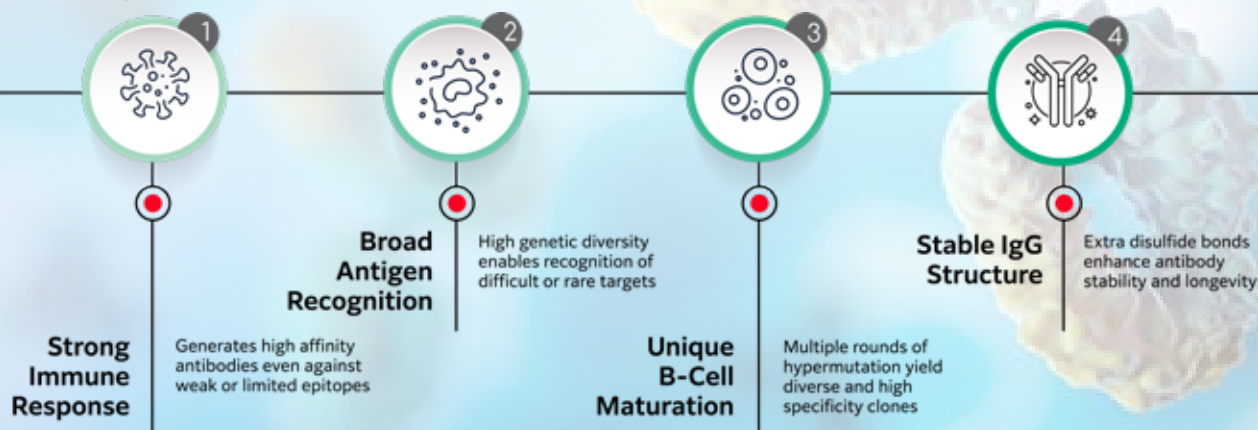 1
Strong
Immune
Response
Generates high affinity
antibodies even against
weak or limited epitopes
2
Broad
Antigen
Recognition
High genetic diversity
enables recognition of
difficult or rare targets
3
Unique
B-Cell
Maturation
Multiple rounds of
hypermutation yield
diverse and high
specificity clones
4
Stable IgG
Structure
Extra disulfide bonds
enhance antibody
stability and longevity